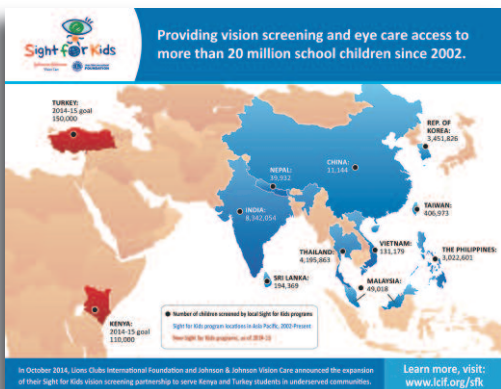 Sight for Kids
Johnson & Johnson
Vision Care
FOUNDATION
Providing vision screening and eye care access to
more than 20 million school children since 2002.
TURKEY:
2014-15 goal
150,000
REP. OF
KOREA:
3,451,826
CHINA:
11,144
NEPAL:
39,932
INDIA:
8,342,054
TAIWAN:
406,973
THAILAND:
4,195,863
VIETNAM:
131,179
THE PHILIPPINES:
3,022,601
SRI LANKA:
194,369
MALAYSIA:
49,018
KENYA:
2014-15 goal
110,000
Number of children screened by local Sight for Kids programs
Sight for Kids program locations in Asia Pacific, 2002-Present
New Sight for Kids programs, as of 2014-15
In October 2014, Lions Clubs International Foundation and Johnson & Johnson Vision Care announced the expansion
of their Sight for Kids vision screening partnership to serve Kenya and Turkey students in underserved communities.
Learn more, visit:
www.lcif.org/sfk